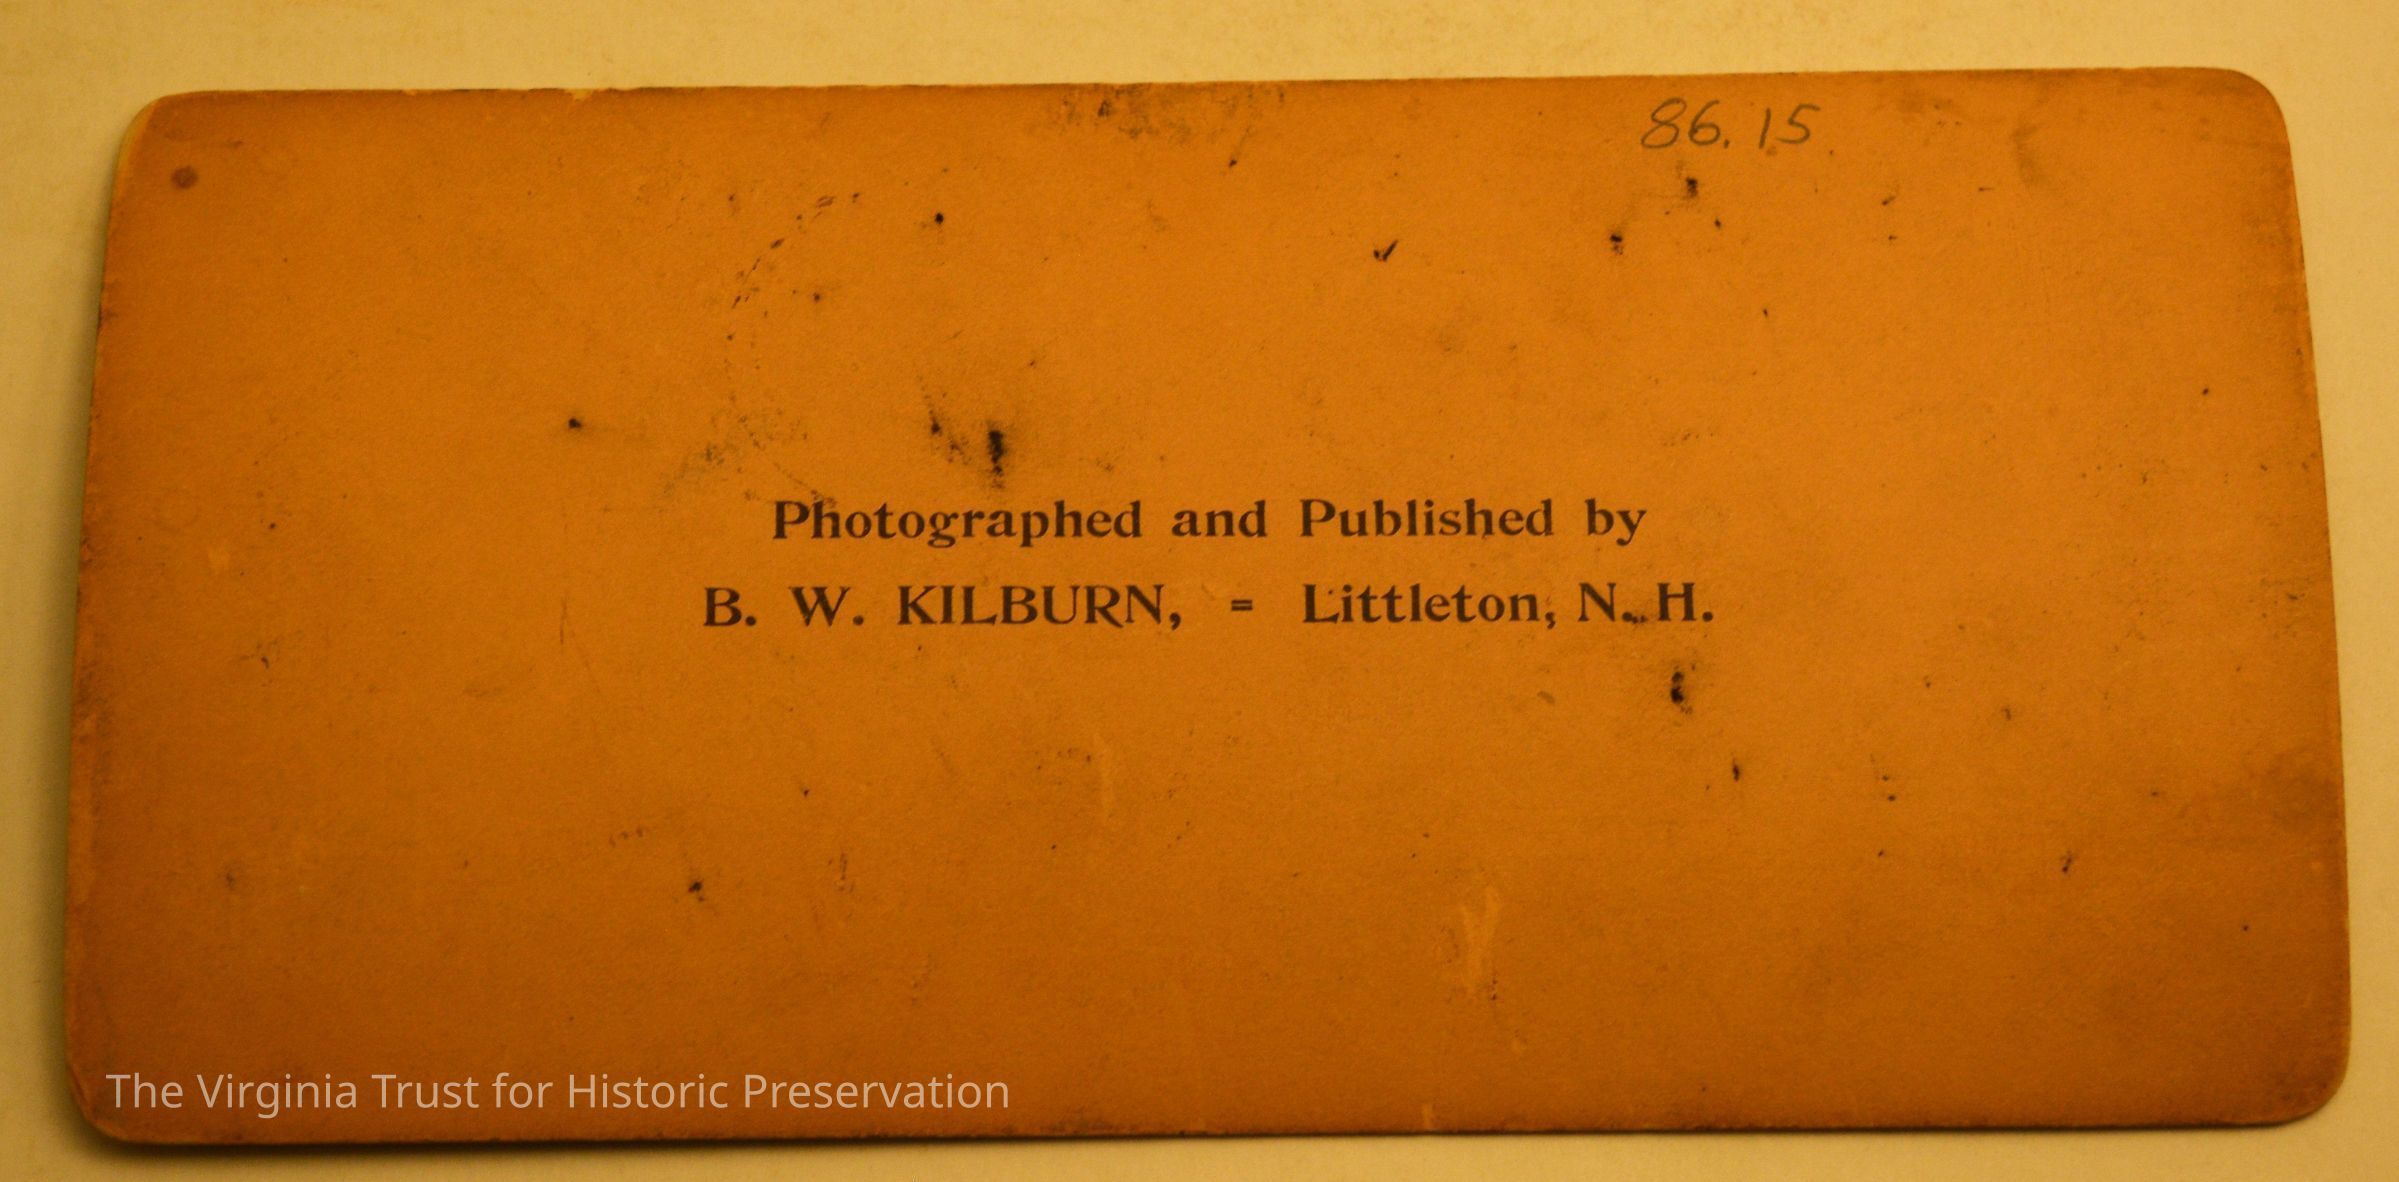 86.15
Photographed and Published by
B. W. KILBURN, = Littleton, N. H.
The Virginia Trust for Historic Preservation